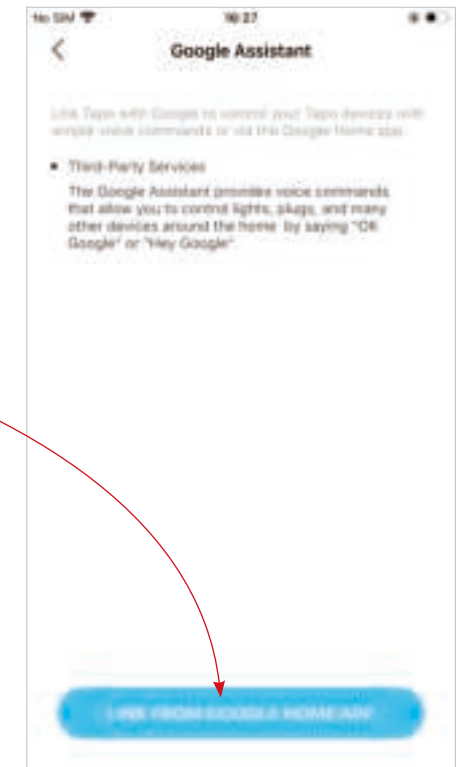 No SIM 16:27
Google Assistant
Link Tapo with Google to control your Tapo devices with
simple voice commands or via the Google Home app.
Third-Party Services
The Google Assistant provides voice commands
that allow you to control lights, plugs, and many
other devices around the home by saying "OK
Google" or "Hey Google"
LINK FROM GOOGLE HOME APP